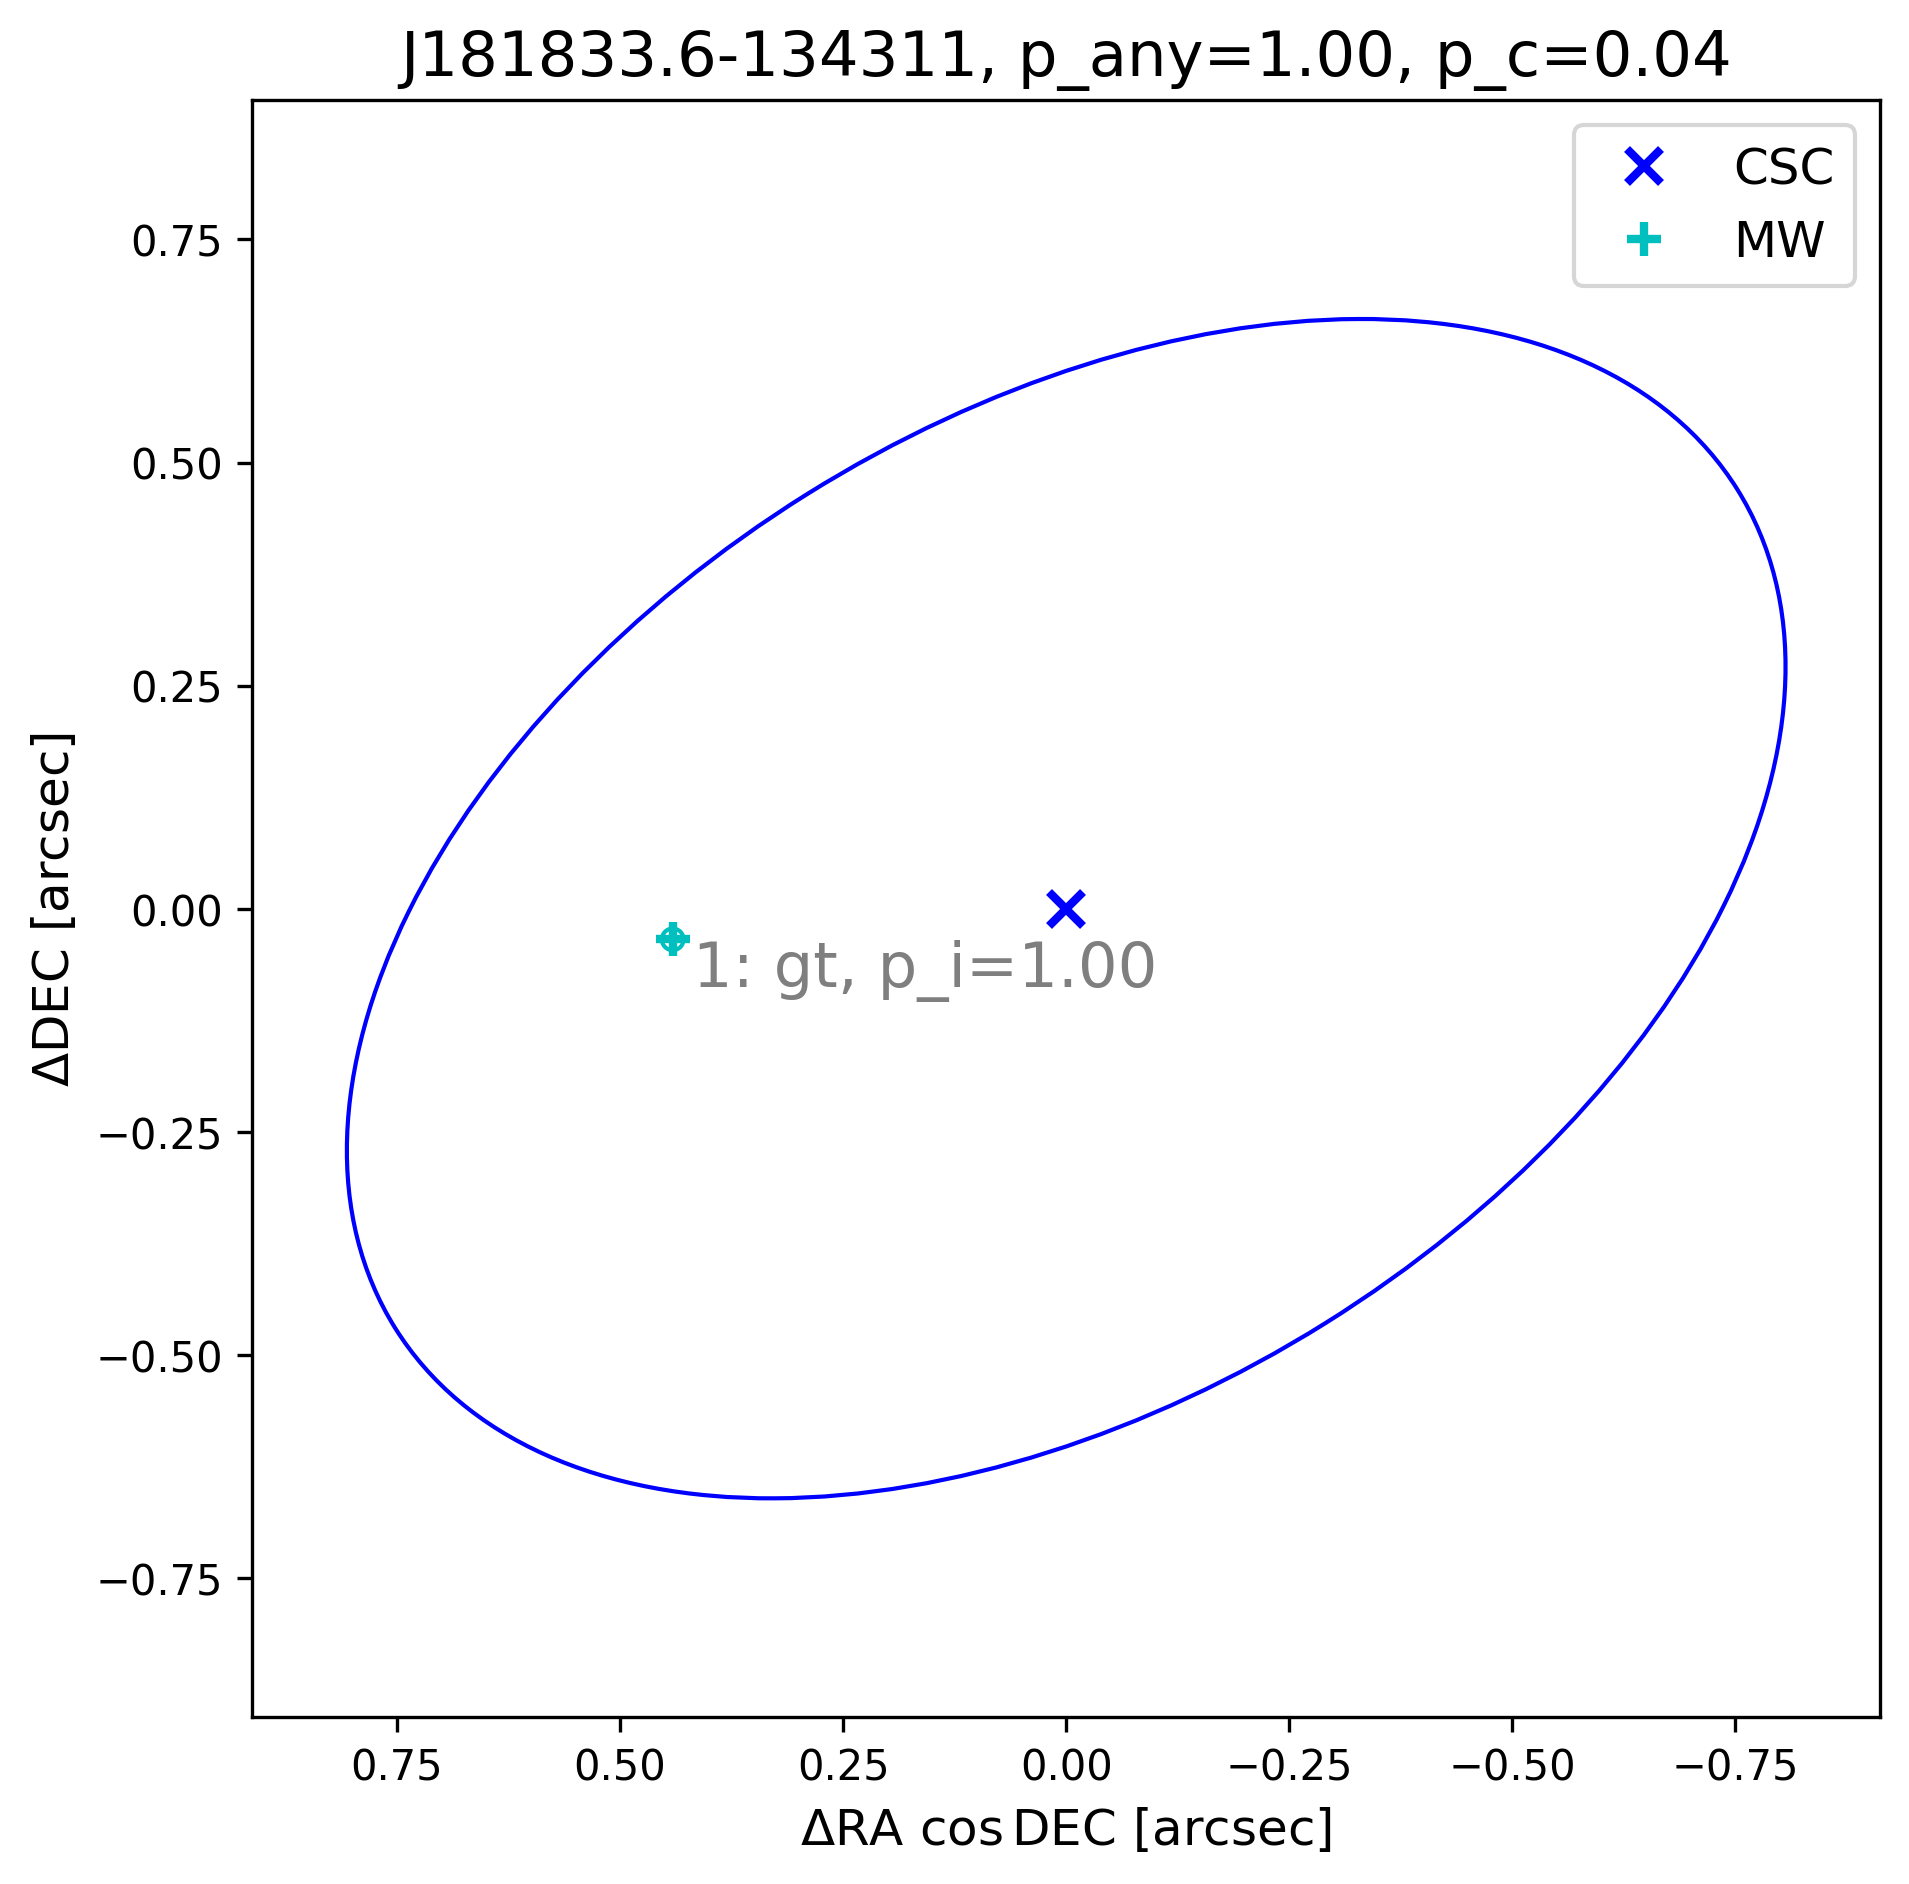 J181833.6-134311, p_any=1.00, p_c=0.04
CSC
MW
0.75
0.50
0.25
0.00
−0.25
−0.50
−0.75
ΔDEC [arcsec]
1: gt, p_i=1.00
0.75 0.50 0.25 0.00 −0.25 −0.50 −0.75
ΔRA cos DEC [arcsec]